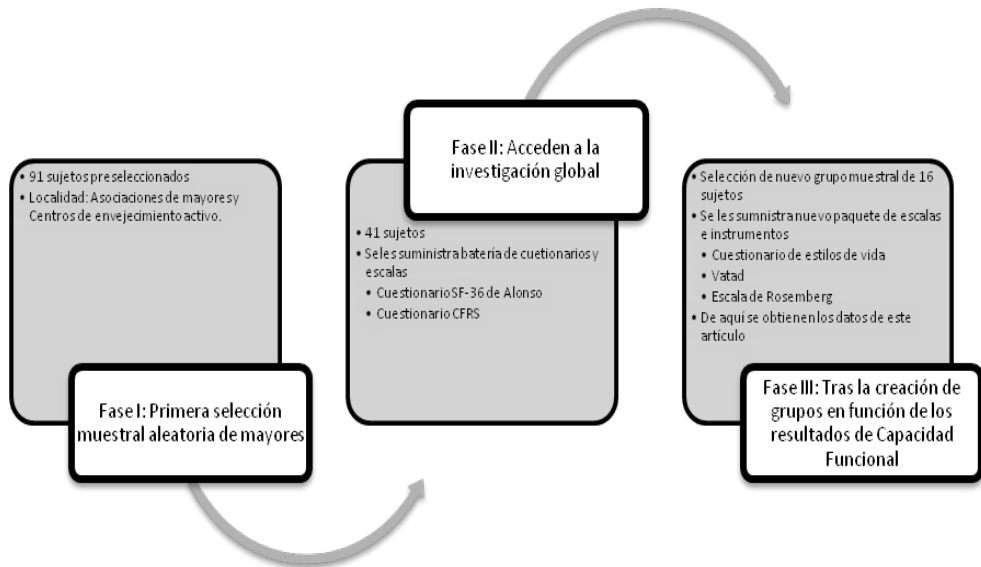 • 91 sujetos preseleccionados
• Localidad: Asociaciones de mayores y
Centros de envejecimiento activo.
Fase I: Primera selección
muestral aleatoria de mayores
Fase II: Acceden a la
investigación global
• 41 sujetos
• Seles suministra batería de cuetionarios y
escalas
• Cuestionario SF-36 de Alonso
• Cuestionario CFRS
• Selección de nuevo grupo muestral de 16
sujetos
• Se les sumnistra nuevo paquete de escalas
e instrumentos
• Cuestionario de estilos de vida
• Vatad
• Escala de Rosemberg
• De aquí se obtienen los datos de este
artículo
Fase III: Tras la creación de
grupos en función de los
resultados de Capacidad
Funcional